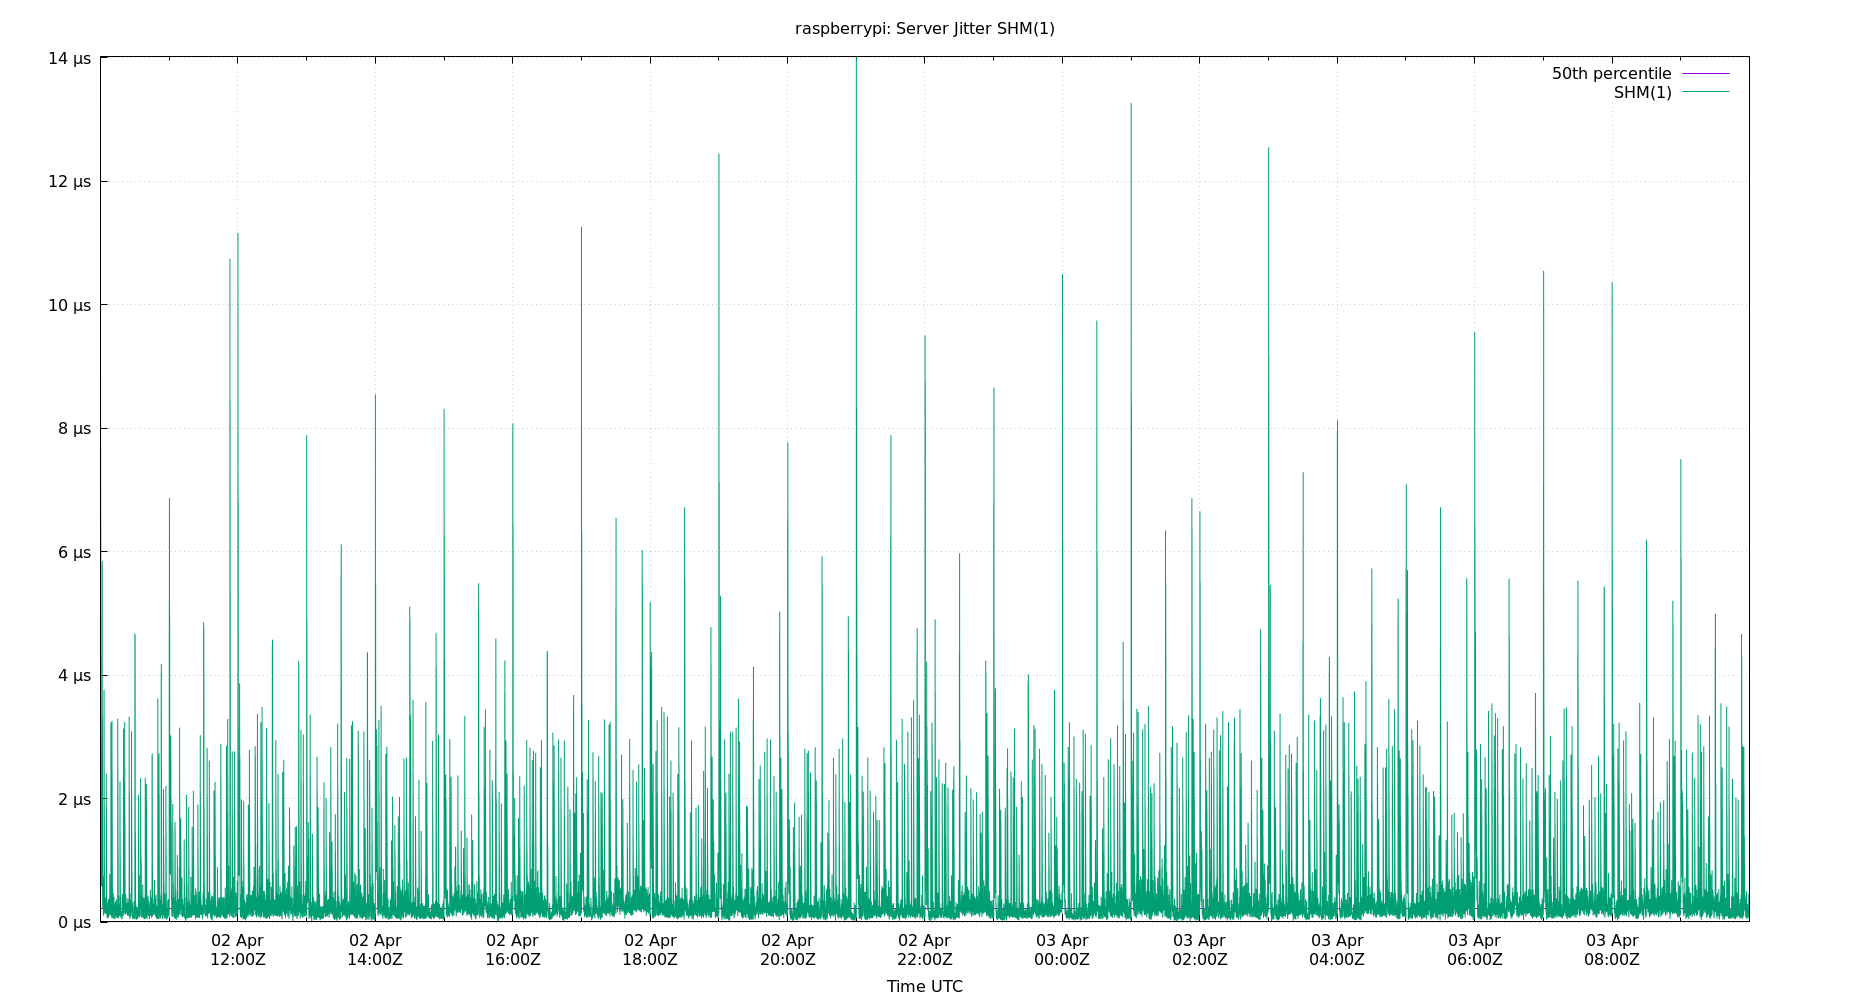 raspberrypi: Server Jitter SHM(1)
14 µs
12 µs
10 µs
8 µs
6 µs
4 µs
2 µs
0 µs
50th percentile
SHM(1)
02 Apr
12:00Z
02 Apr
14:00Z
02 Apr
16:00Z
02 Apr
18:00Z
02 Apr
20:00Z
02 Apr
22:00Z
03 Apr
00:00Z
03 Apr
02:00Z
03 Apr
04:00Z
03 Apr
06:00Z
03 Apr
08:00Z
Time UTC